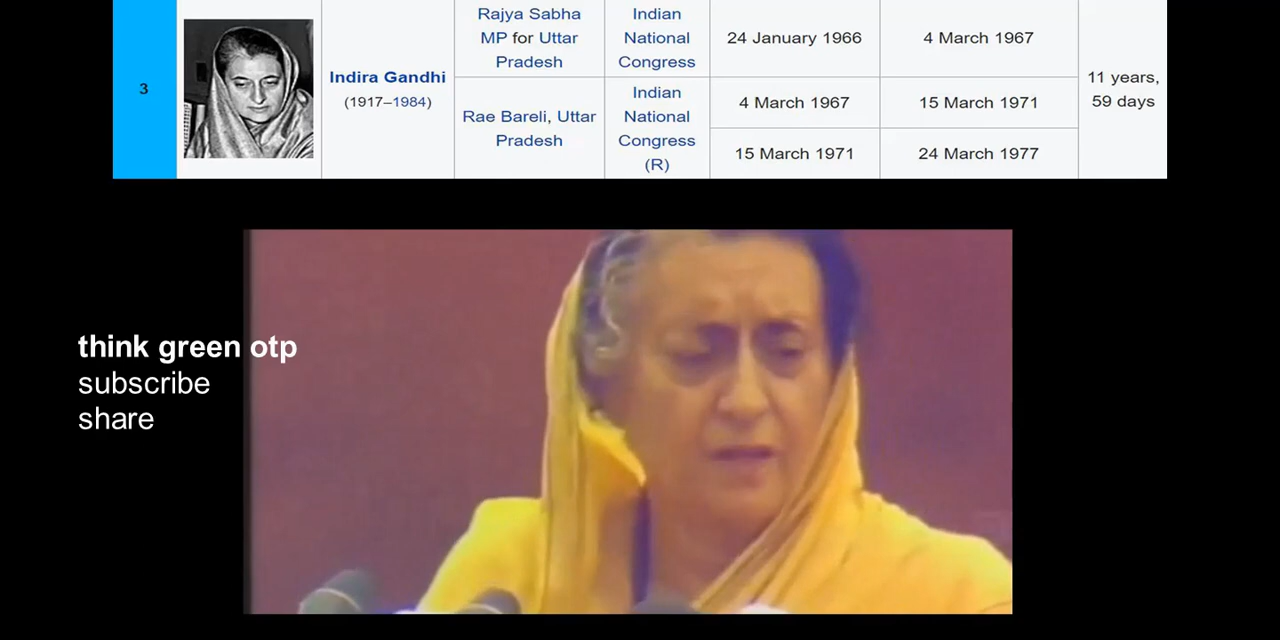 3
Indira Gandhi
(1917–1984)
Rajya Sabha
MP for Uttar
Pradesh
Indian
National
Congress
24 January 1966
4 March 1967
11 years,
59 days
Rae Bareli, Uttar
Pradesh
Indian
National
Congress
(R)
4 March 1967
15 March 1971
15 March 1971
24 March 1977
think green otp
subscribe
share